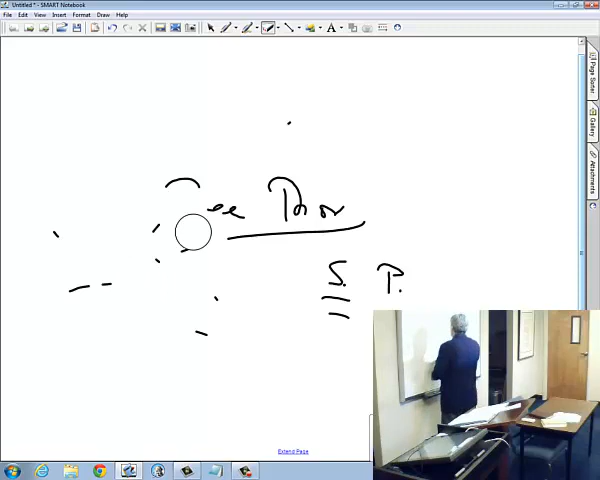 Untitled * - SMART Notebook
File Edit View Insert Format Draw Help
Page Sorter
Gallery
Attachments
S. P.
Extend Page